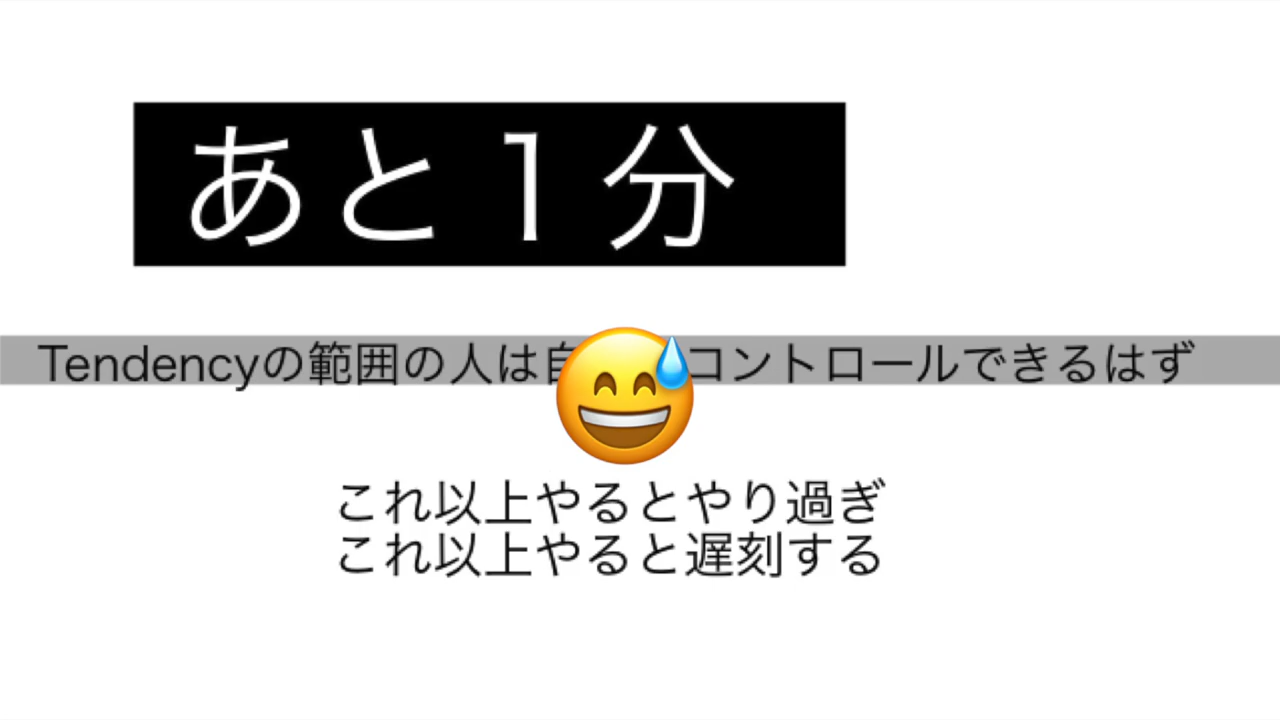 あと１分
Tendencyの範囲の人は自コントロールできるはず
これ以上やるとやり過ぎ
これ以上やると遅刻する